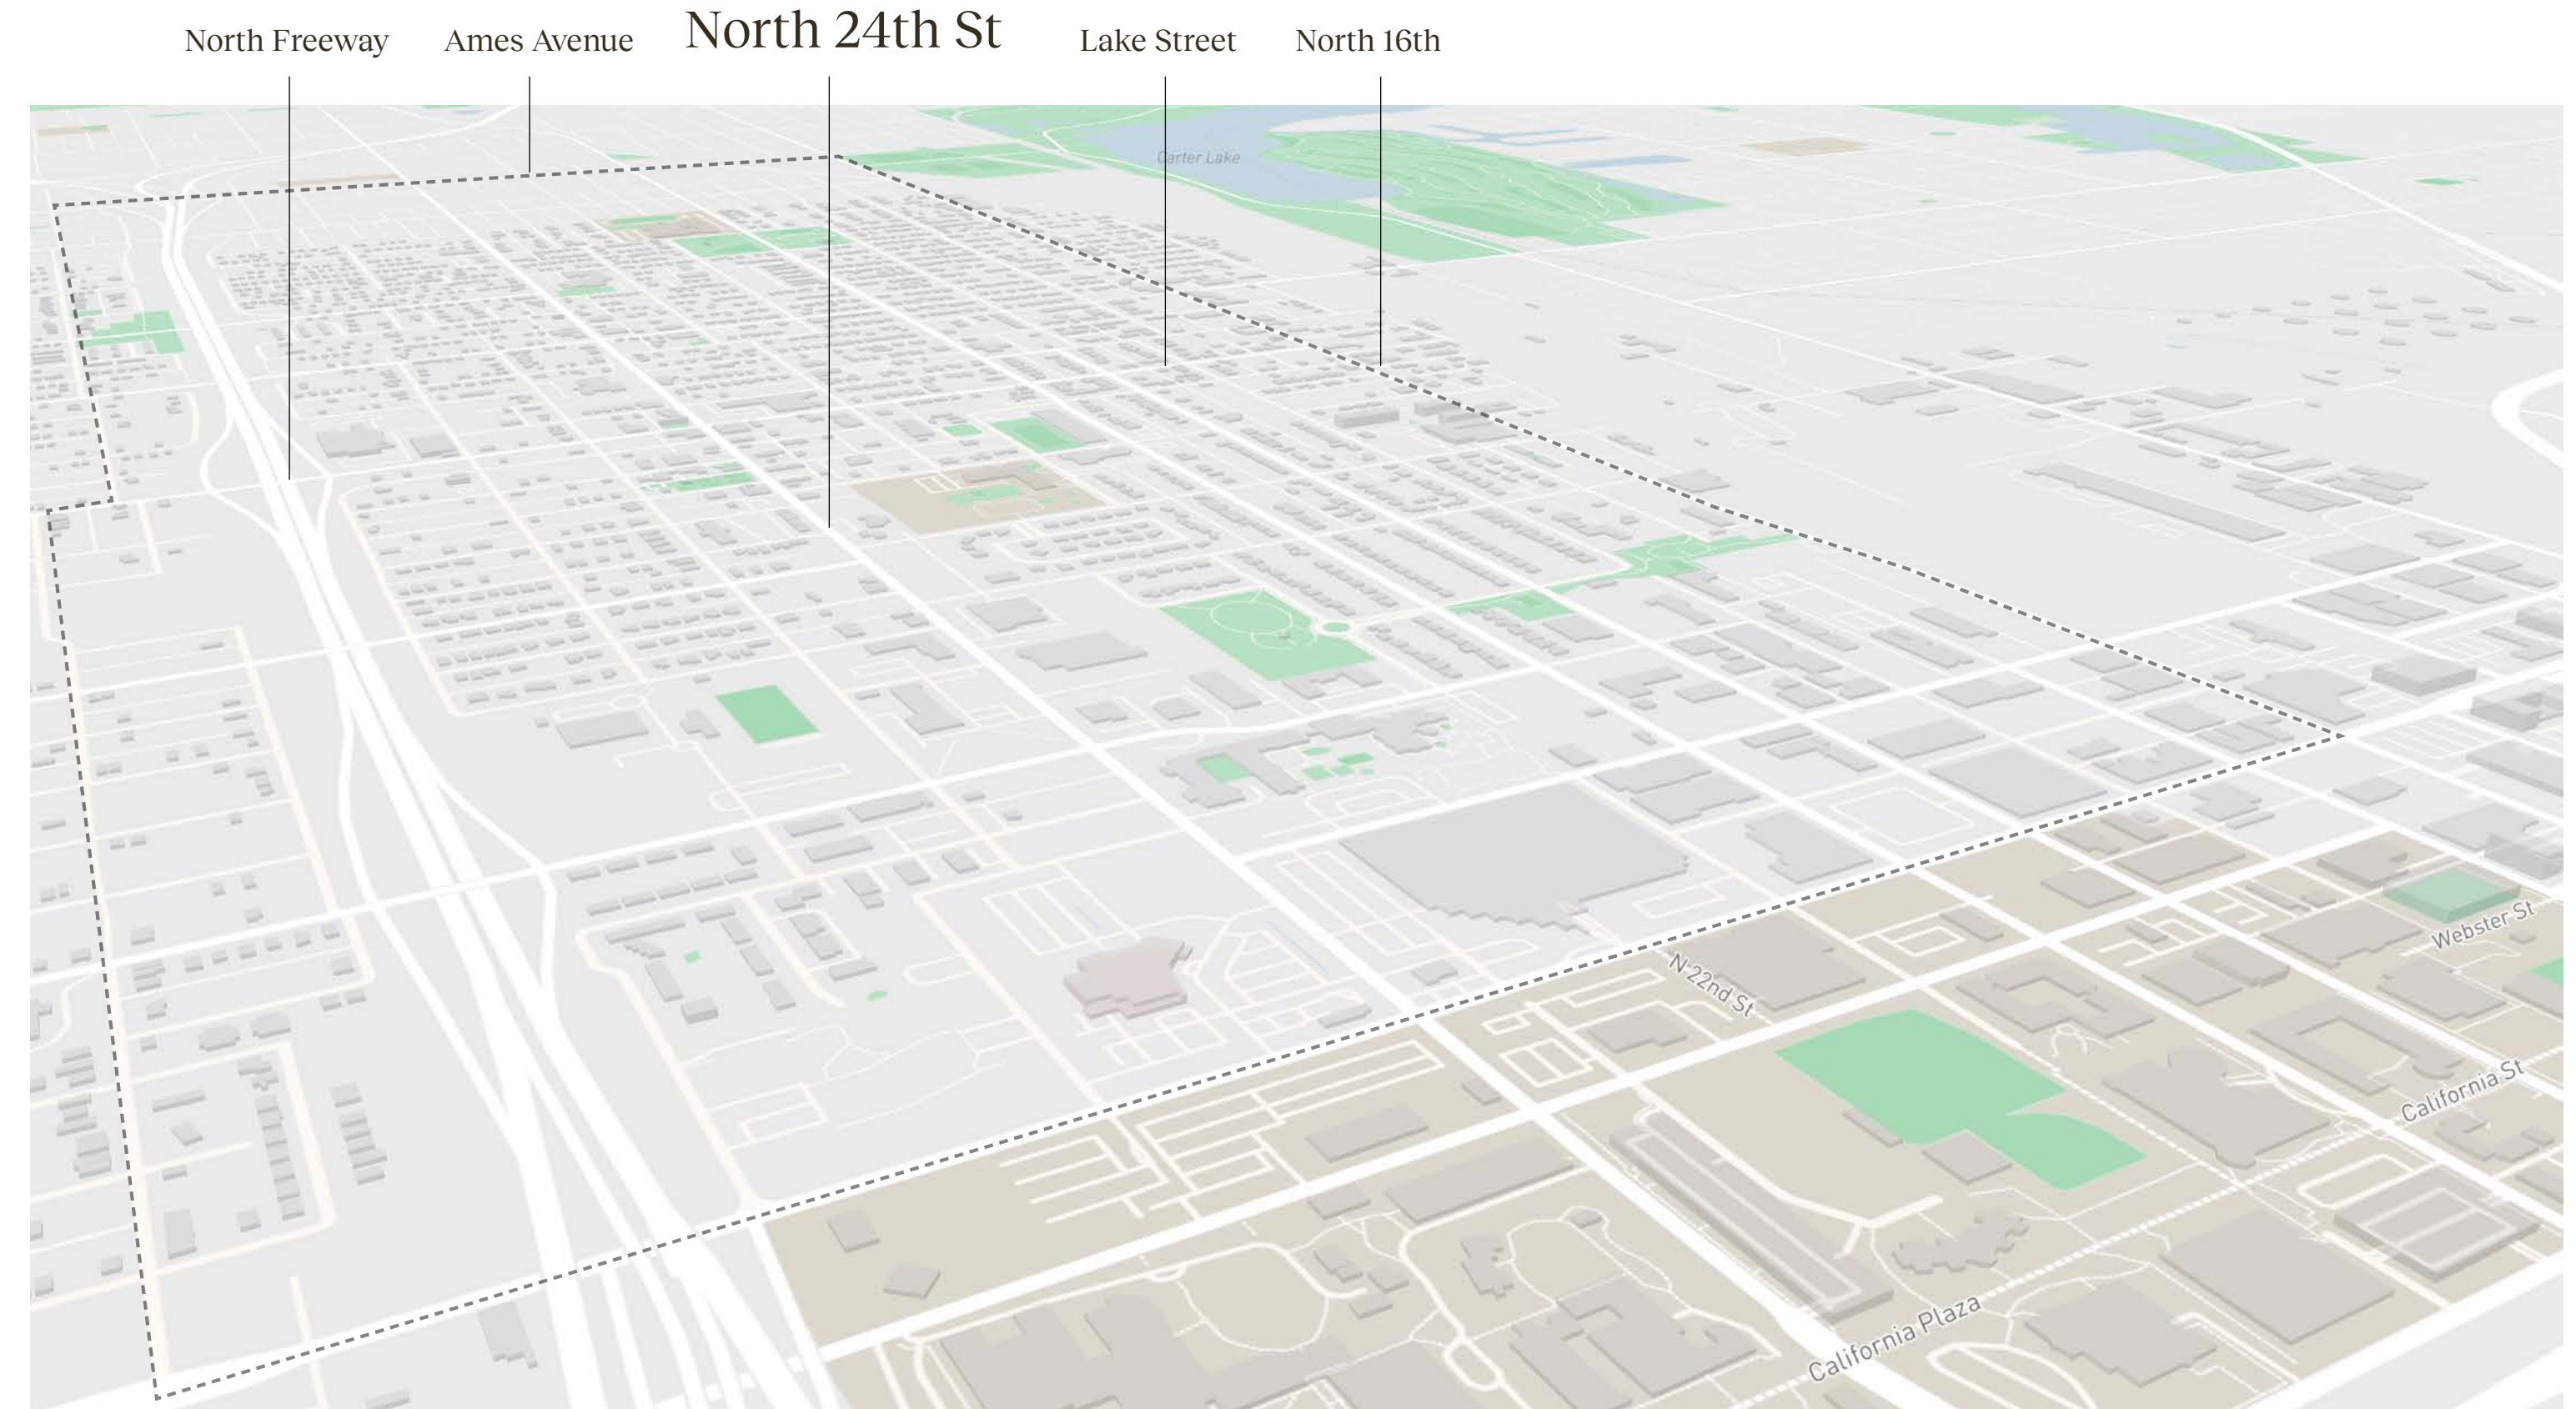 North Freeway
Ames Avenue
North 24th St
Lake Street
North 16th
Carter Lake
Webster St
N 22nd St
California St
California Plaza